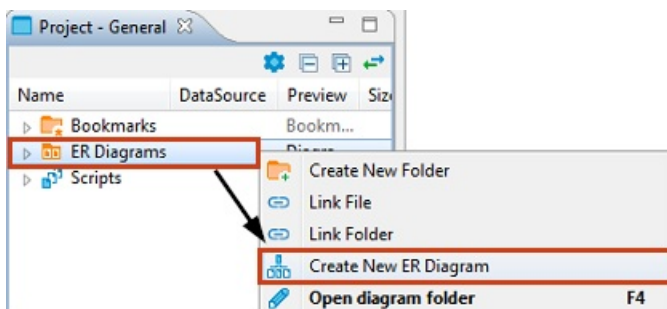 Project - General
Name DataSource Preview Siz
Bookmarks Bookm...
ER Diagrams
Scripts
Create New Folder
Link File
Link Folder
Create New ER Diagram
Open diagram folder F4